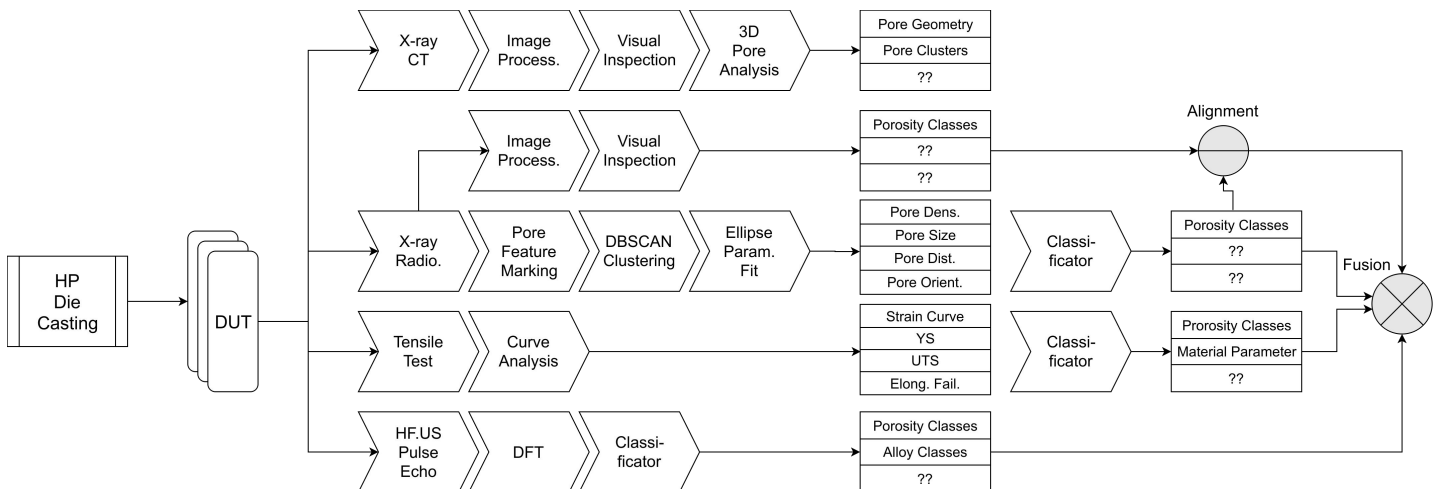 HP
Die
Casting
DUT
X-ray
CT
Image
Process.
Visual
Inspection
3D
Pore
Analysis
Pore Geometry
Pore Clusters
??
Image
Process.
Visual
Inspection
Porosity Classes
??
??
Alignment
X-ray
Radio.
Pore
Feature
Marking
DBSCAN
Clustering
Ellipse
Param.
Fit
Pore Dens.
Pore Size
Pore Dist.
Pore Orient.
Classi-
ficator
Porosity Classes
??
??
Fusion
Tensile
Test
Curve
Analysis
Strain Curve
YS
UTS
Elong. Fail.
Classi-
ficator
Prorosity Classes
Material Parameter
??
HF.US
Pulse
Echo
DFT
Classi-
ficator
Porosity Classes
Alloy Classes
??